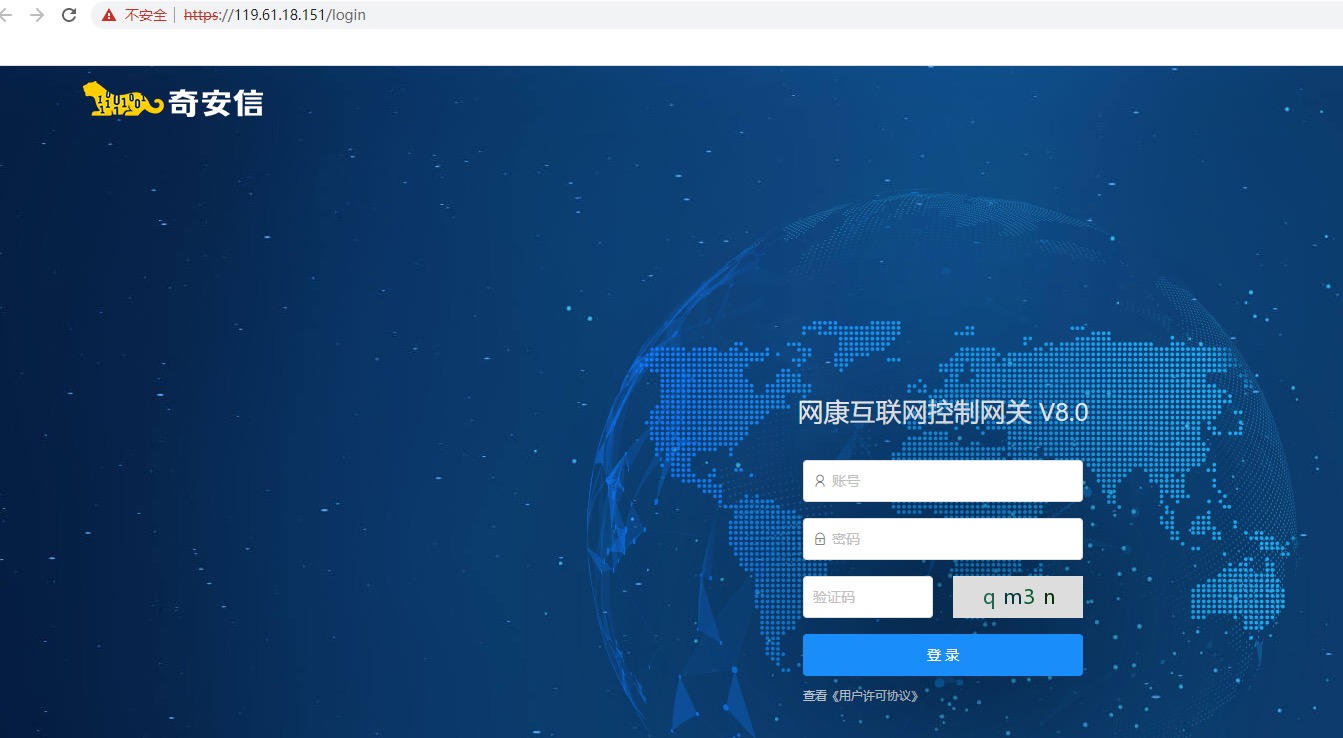 不安全 https://119.61.18.151/login
奇安信
网康互联网控制网关 V8.0
账号
密码
验证码 q m3 n
登 录
查看《用户许可协议》